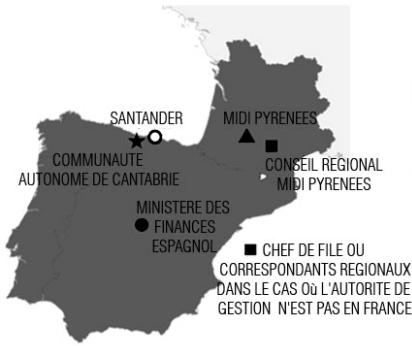 SANTANDER
MIDI PYRENEES
COMMUNAUTE
AUTONOME DE CANTABRIE
CONSEIL REGIONAL
MIDI PYRENEES
MINISTERE DES
FINANCES
ESPAGNOL
CHEF DE FILE OU
CORRESPONDANTS REGIONAUX
DANS LE CAS Où L'AUTORITE DE
GESTION N'EST PAS EN FRANCE